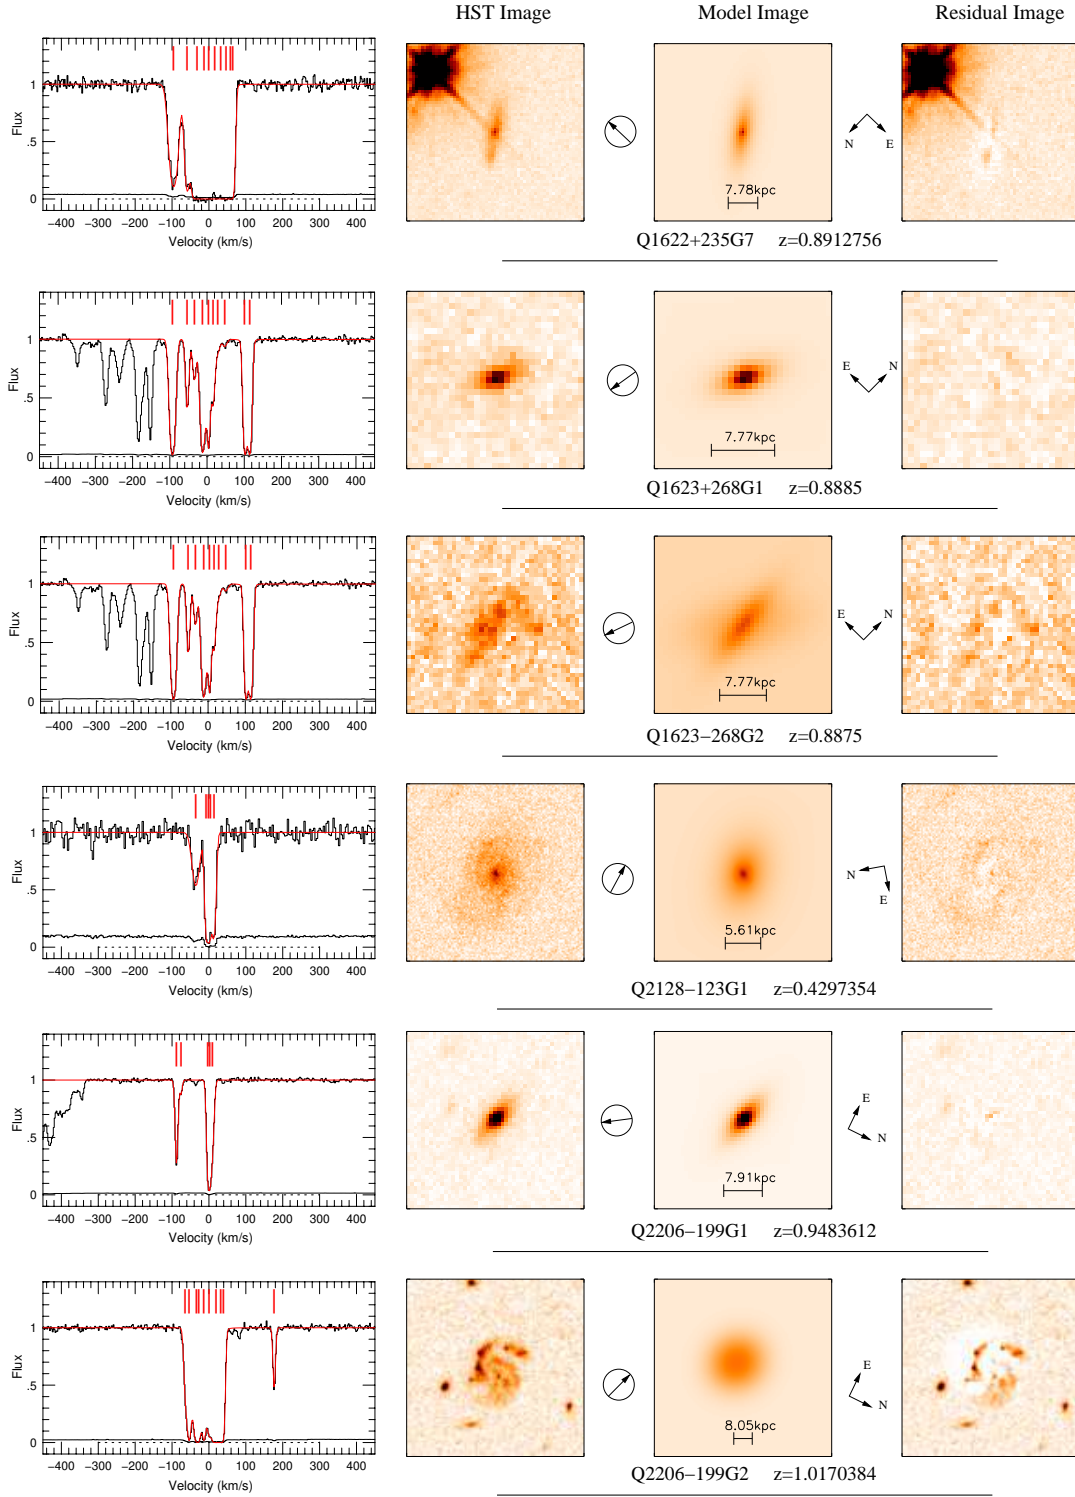 HST Image Model Image Residual Image
1
.5
0
Flux
−400 −300 −200 −100 0 100 200 300 400
Velocity (km/s)
7.78kpc
N E
Q1622+235G7 z=0.8912756
1
.5
0
Flux
−400 −300 −200 −100 0 100 200 300 400
Velocity (km/s)
7.77kpc
E N
Q1623+268G1 z=0.8885
1
.5
0
Flux
−400 −300 −200 −100 0 100 200 300 400
Velocity (km/s)
7.77kpc
E N
Q1623−268G2 z=0.8875
1
.5
0
Flux
−400 −300 −200 −100 0 100 200 300 400
Velocity (km/s)
5.61kpc
N
E
Q2128−123G1 z=0.4297354
1
.5
0
Flux
−400 −300 −200 −100 0 100 200 300 400
Velocity (km/s)
7.91kpc
E
N
Q2206−199G1 z=0.9483612
1
.5
0
Flux
−400 −300 −200 −100 0 100 200 300 400
Velocity (km/s)
8.05kpc
E
N
Q2206−199G2 z=1.0170384